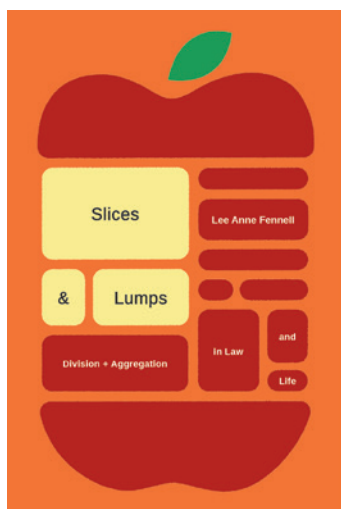 Slices
& Lumps
Division + Aggregation
in Law
and
Life
Lee Anne Fennell